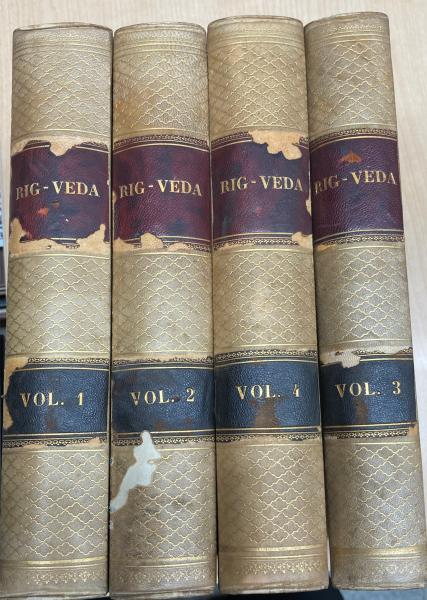 RIG-VEDA
VOL. 1
RIG-VEDA
VOL. 2
RIG-VEDA
VOL. 4
RIG-VEDA
VOL. 3